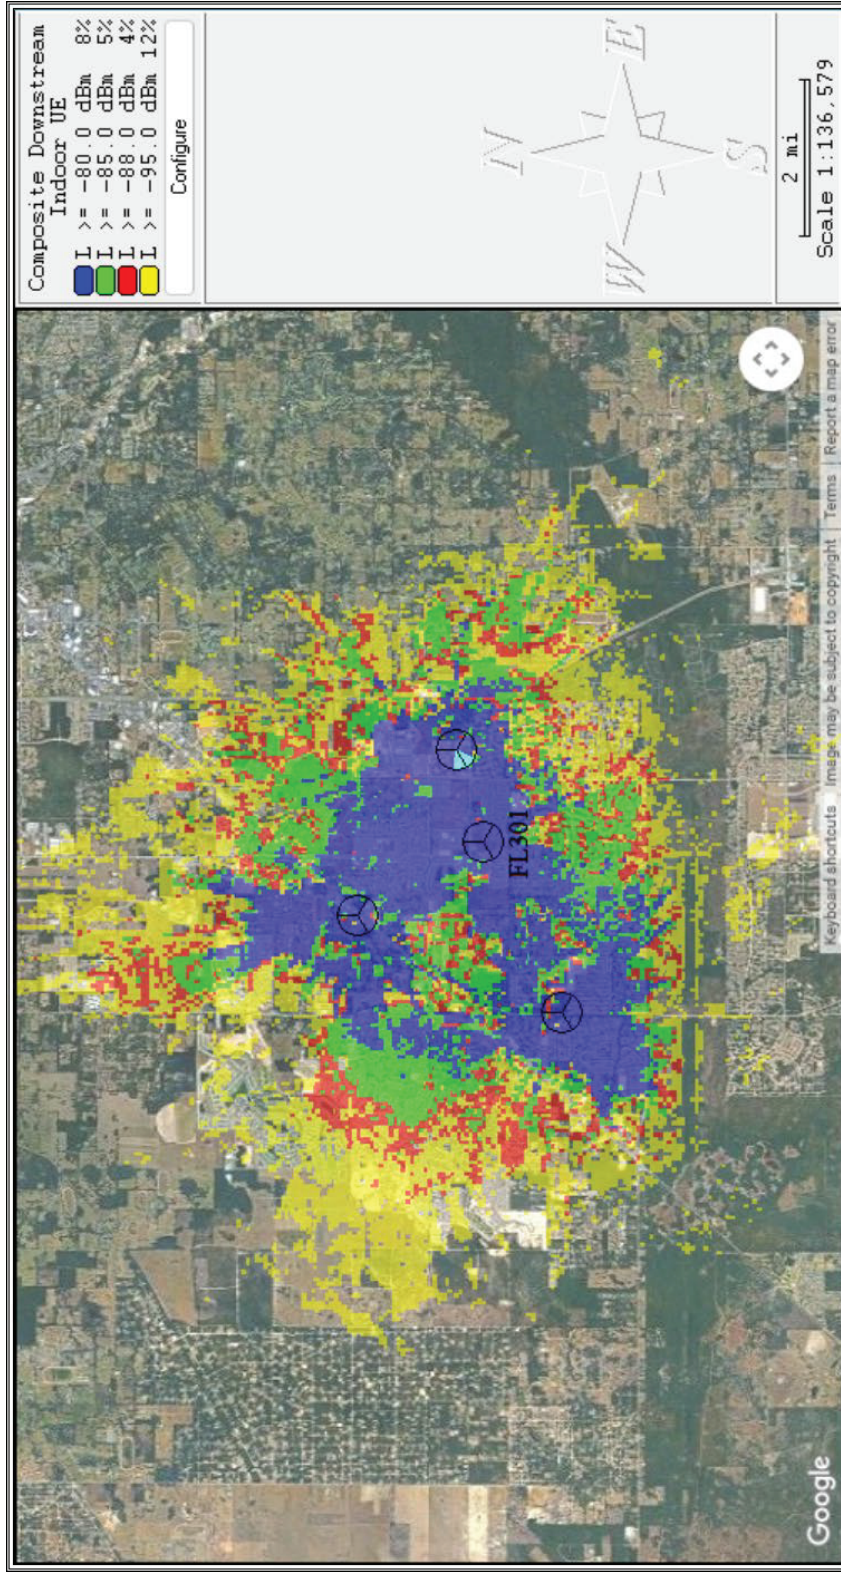 Composite Downstream
Indoor UE
L >= -80.0 dBm 8%
L >= -85.0 dBm 5%
L >= -88.0 dBm 4%
L >= -95.0 dBm 12%
Configure
N
W E
S
2 mi
Scale 1:136,579
FL301
Google
Keyboard shortcuts Image may be subject to copyright Terms Report a map error